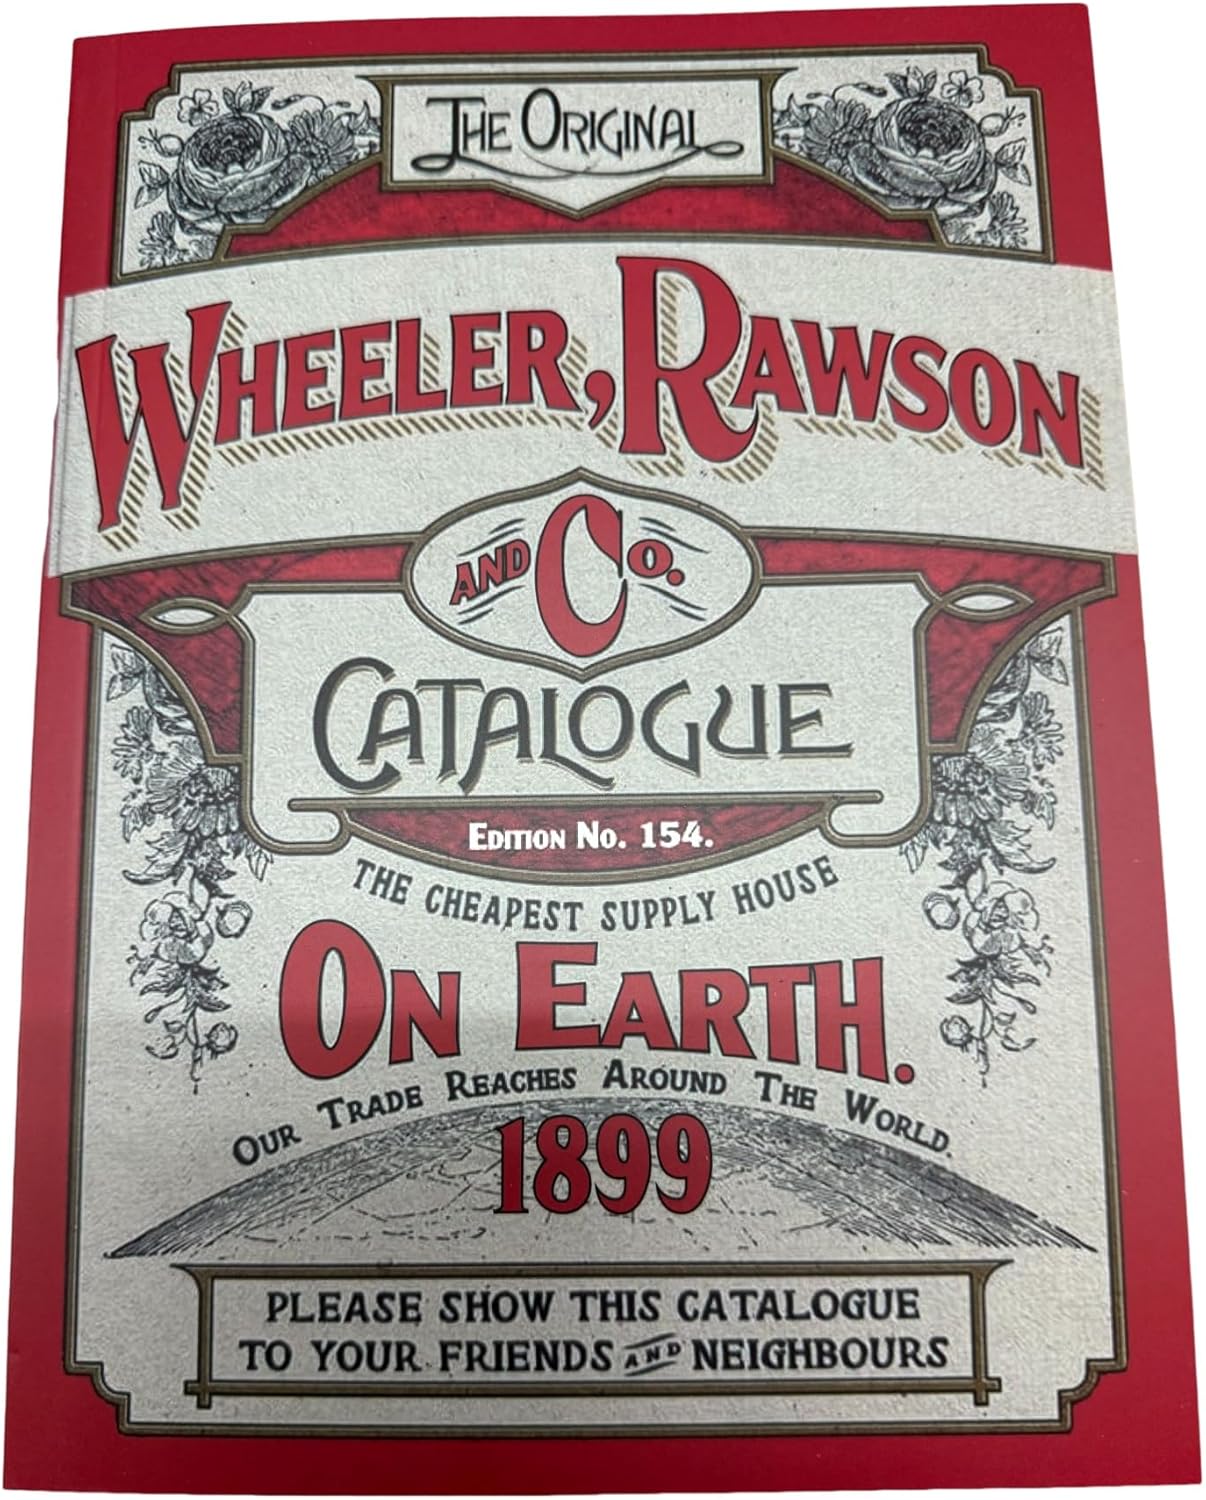 The Original
Wheeler, Rawson
and Co.
Catalogue
Edition No. 154.
THE CHEAPEST SUPPLY HOUSE
On Earth.
Our Trade Reaches Around The World.
1899
PLEASE SHOW THIS CATALOGUE
TO YOUR FRIENDS AND NEIGHBOURS